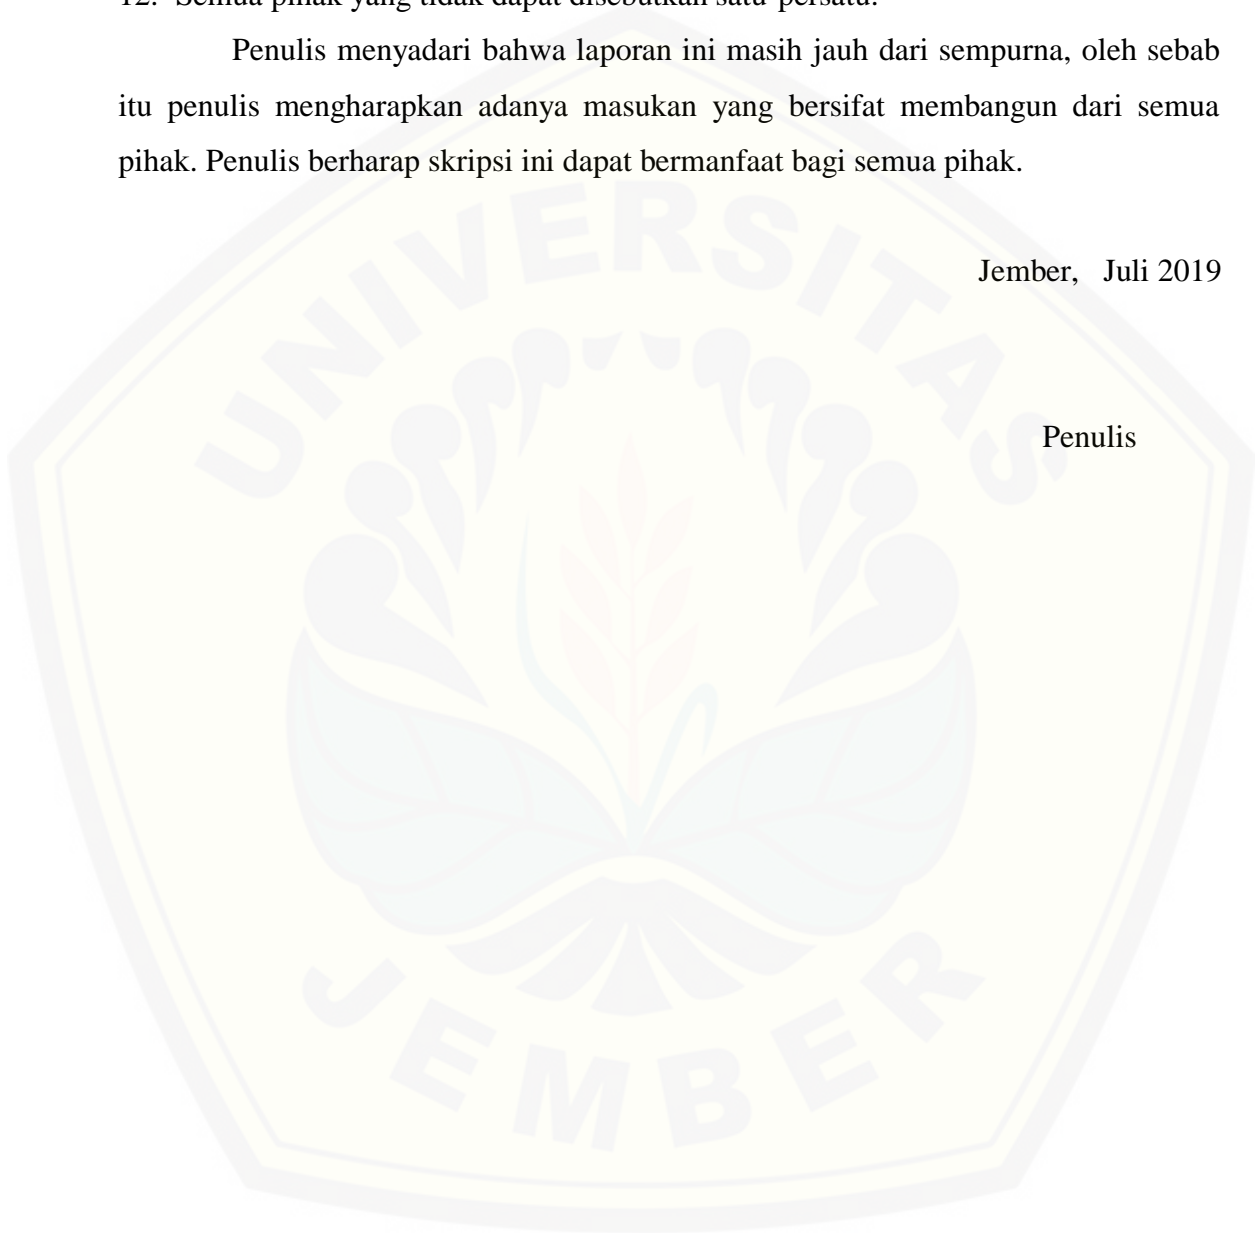 12. Semua pihak yang tidak dapat disebutkan satu-persatu.
Penulis menyadari bahwa laporan ini masih jauh dari sempurna, oleh sebab
itu penulis mengharapkan adanya masukan yang bersifat membangun dari semua
pihak. Penulis berharap skripsi ini dapat bermanfaat bagi semua pihak.
Jember, Juli 2019
Penulis
UNIVERSITAS
JEMBER